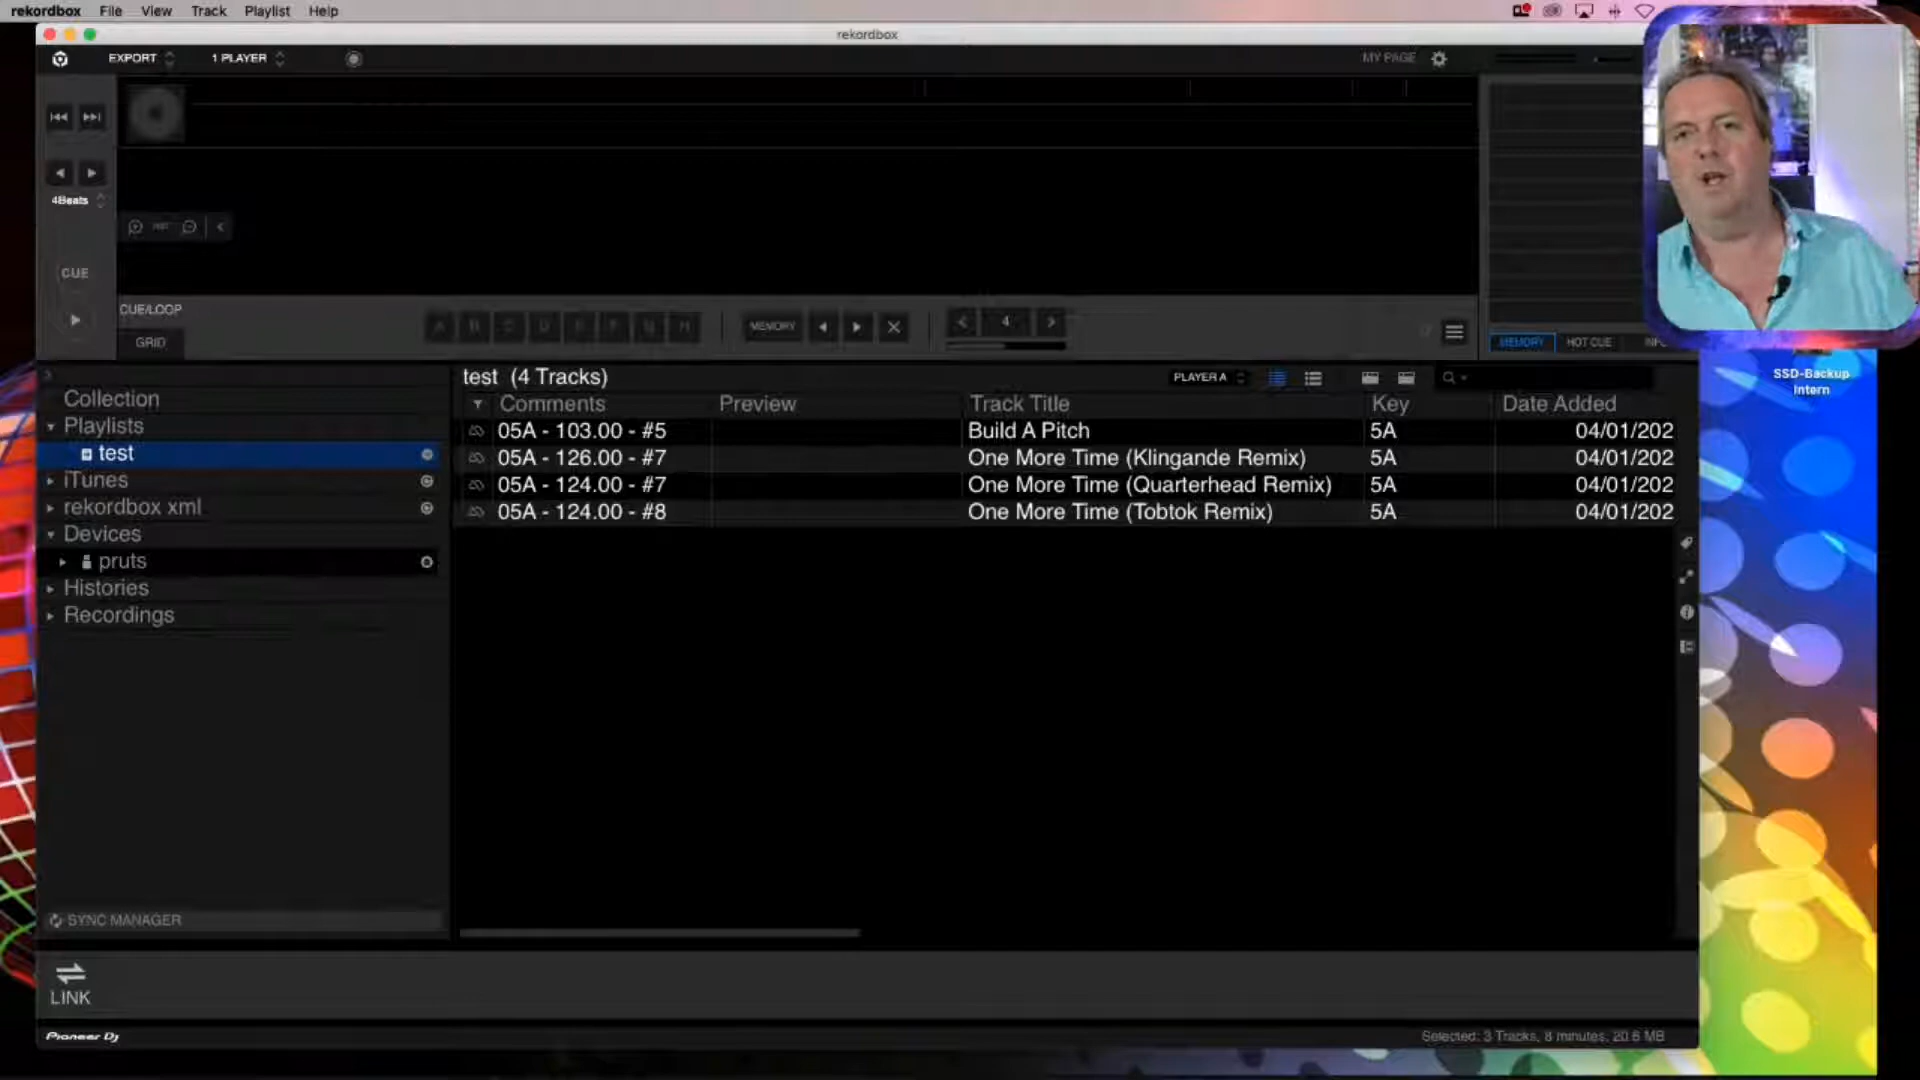 rekordbox File View Track Playlist Help
rekordbox
EXPORT 1 PLAYER MY PAGE
4Beats
CUE
CUE/LOOP
GRID
A B C D E F G H MEMORY 4
MEMORY HOT CUE
SSD-Backup
Intern
test (4 Tracks) PLAYER A
Comments Preview Track Title Key Date Added
05A - 103.00 - #5 Build A Pitch 5A 04/01/202
05A - 126.00 - #7 One More Time (Klingande Remix) 5A 04/01/202
05A - 124.00 - #7 One More Time (Quarterhead Remix) 5A 04/01/202
05A - 124.00 - #8 One More Time (Tobtok Remix) 5A 04/01/202
Collection
Playlists
test
iTunes
rekordbox xml
Devices
pruts
Histories
Recordings
SYNC MANAGER
LINK
Pioneer Dj
Selected: 3 Tracks, 8 minutes, 20.6 MB